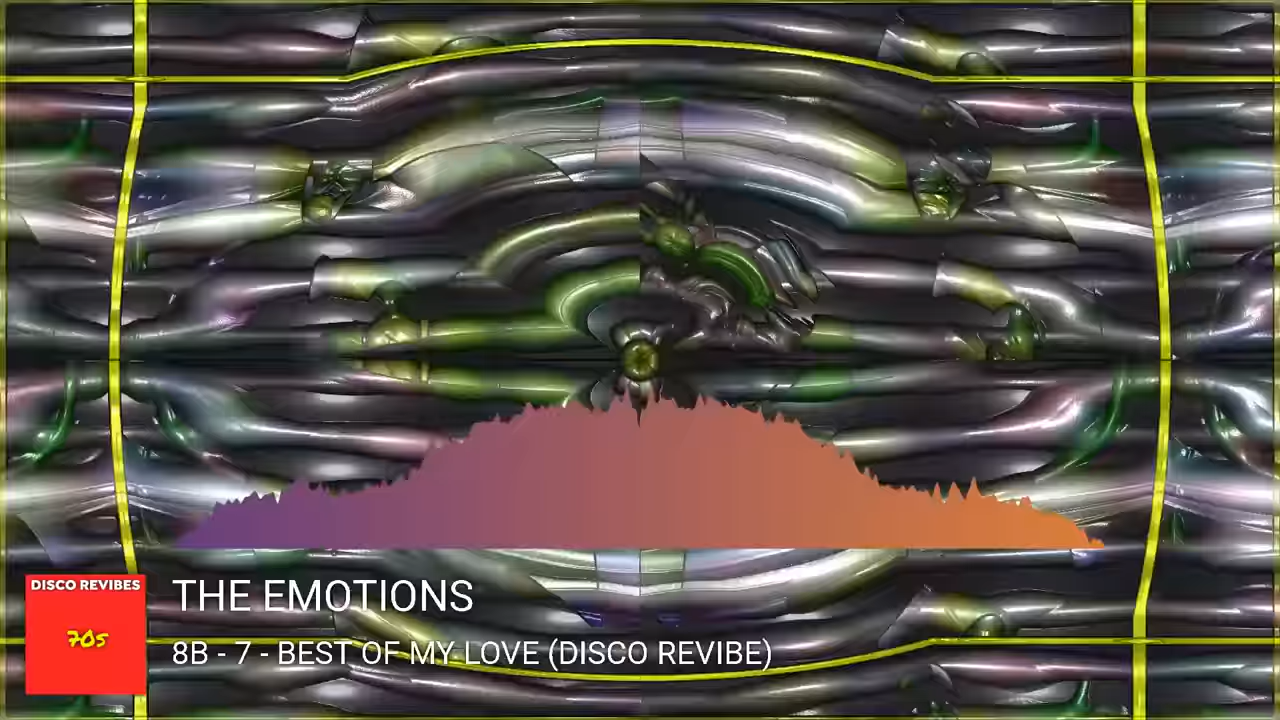 DISCO REVIBES
70s
THE EMOTIONS
8B - 7 - BEST OF MY LOVE (DISCO REVIBE)